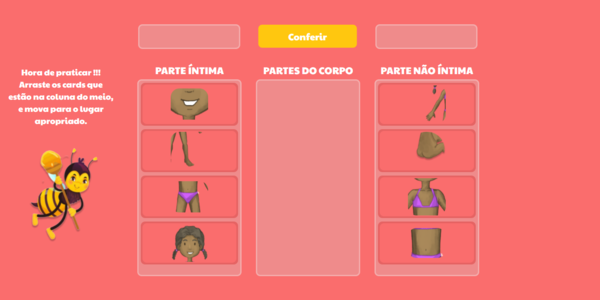 Conferir
Hora de praticar !!!
Arraste os cards que
estão na coluna do meio,
e mova para o lugar
apropriado.
PARTE ÍNTIMA
PARTES DO CORPO
PARTE NÃO ÍNTIMA